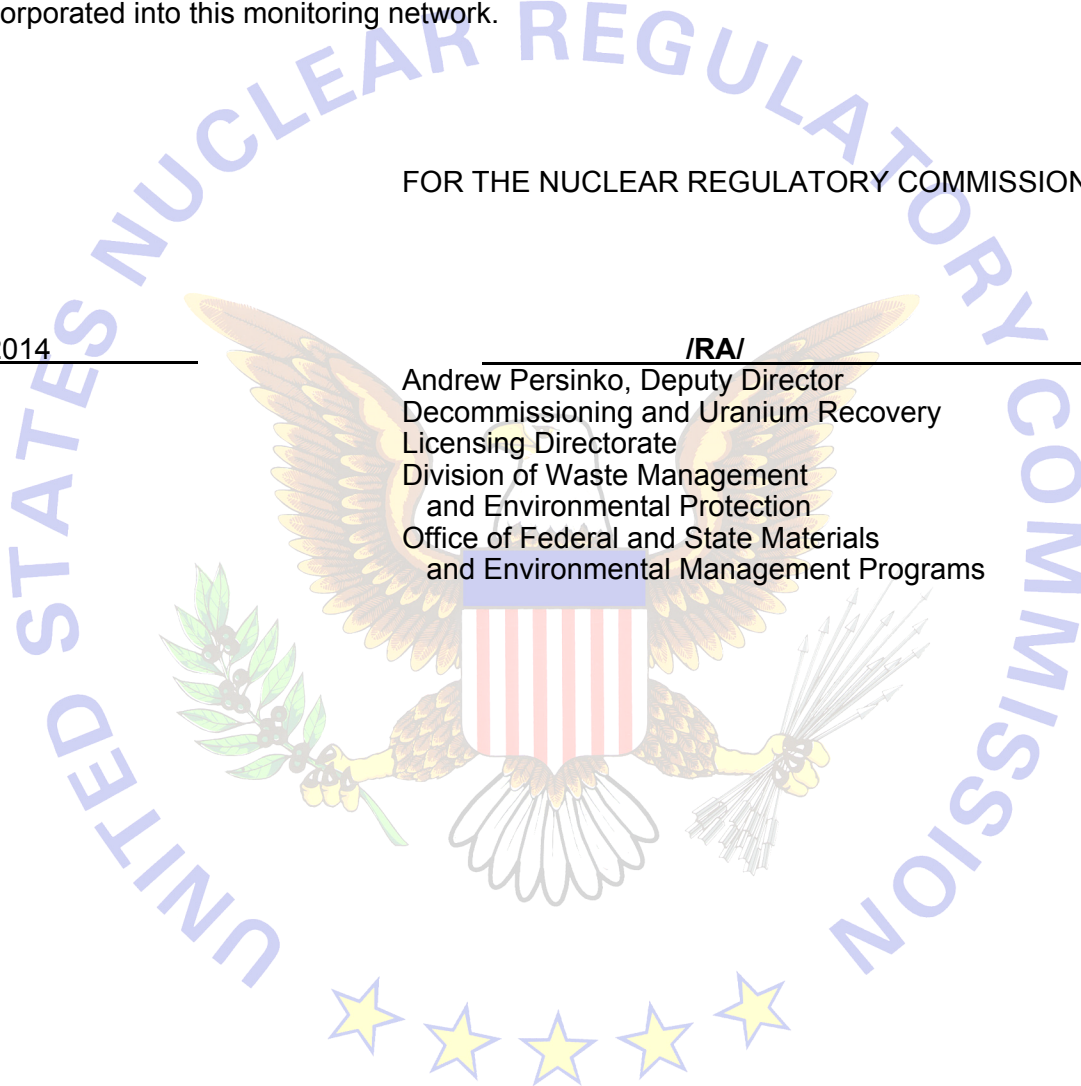 orporated into this monitoring network.
FOR THE NUCLEAR REGULATORY COMMISSION
2014
/RA/
Andrew Persinko, Deputy Director
Decommissioning and Uranium Recovery
Licensing Directorate
Division of Waste Management
and Environmental Protection
Office of Federal and State Materials
and Environmental Management Programs
UNITED STATES NUCLEAR REGULATORY COMMISSION